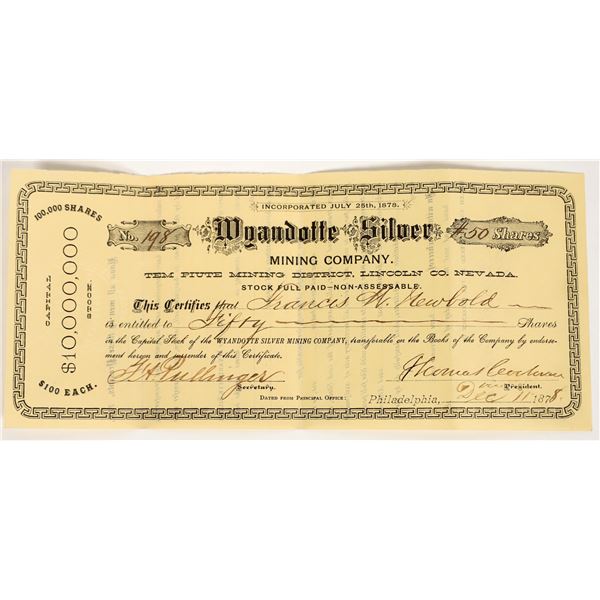 INCORPORATED JULY 25th, 1878.
No. 198 Wyandotte Silver 50 Shares
MINING COMPANY.
TEM PIUTE MINING DISTRICT, LINCOLN CO. NEVADA.
STOCK FULL PAID-NON-ASSESSABLE.
100,000 SHARES
CAPITAL
$10,000,000
$100 EACH.
This Certifies that Francis W. Newbold
is entitled to Fifty Shares
in the Capital Stock of the WYANDOTTE SILVER MINING COMPANY, transferable on the Books of the Company by endorse-
ment hereon and surrender of this Certificate.
Secretary. Thomas vice President.
DATED FROM PRINCIPAL OFFICE: Philadelphia, Dec 11 1878.